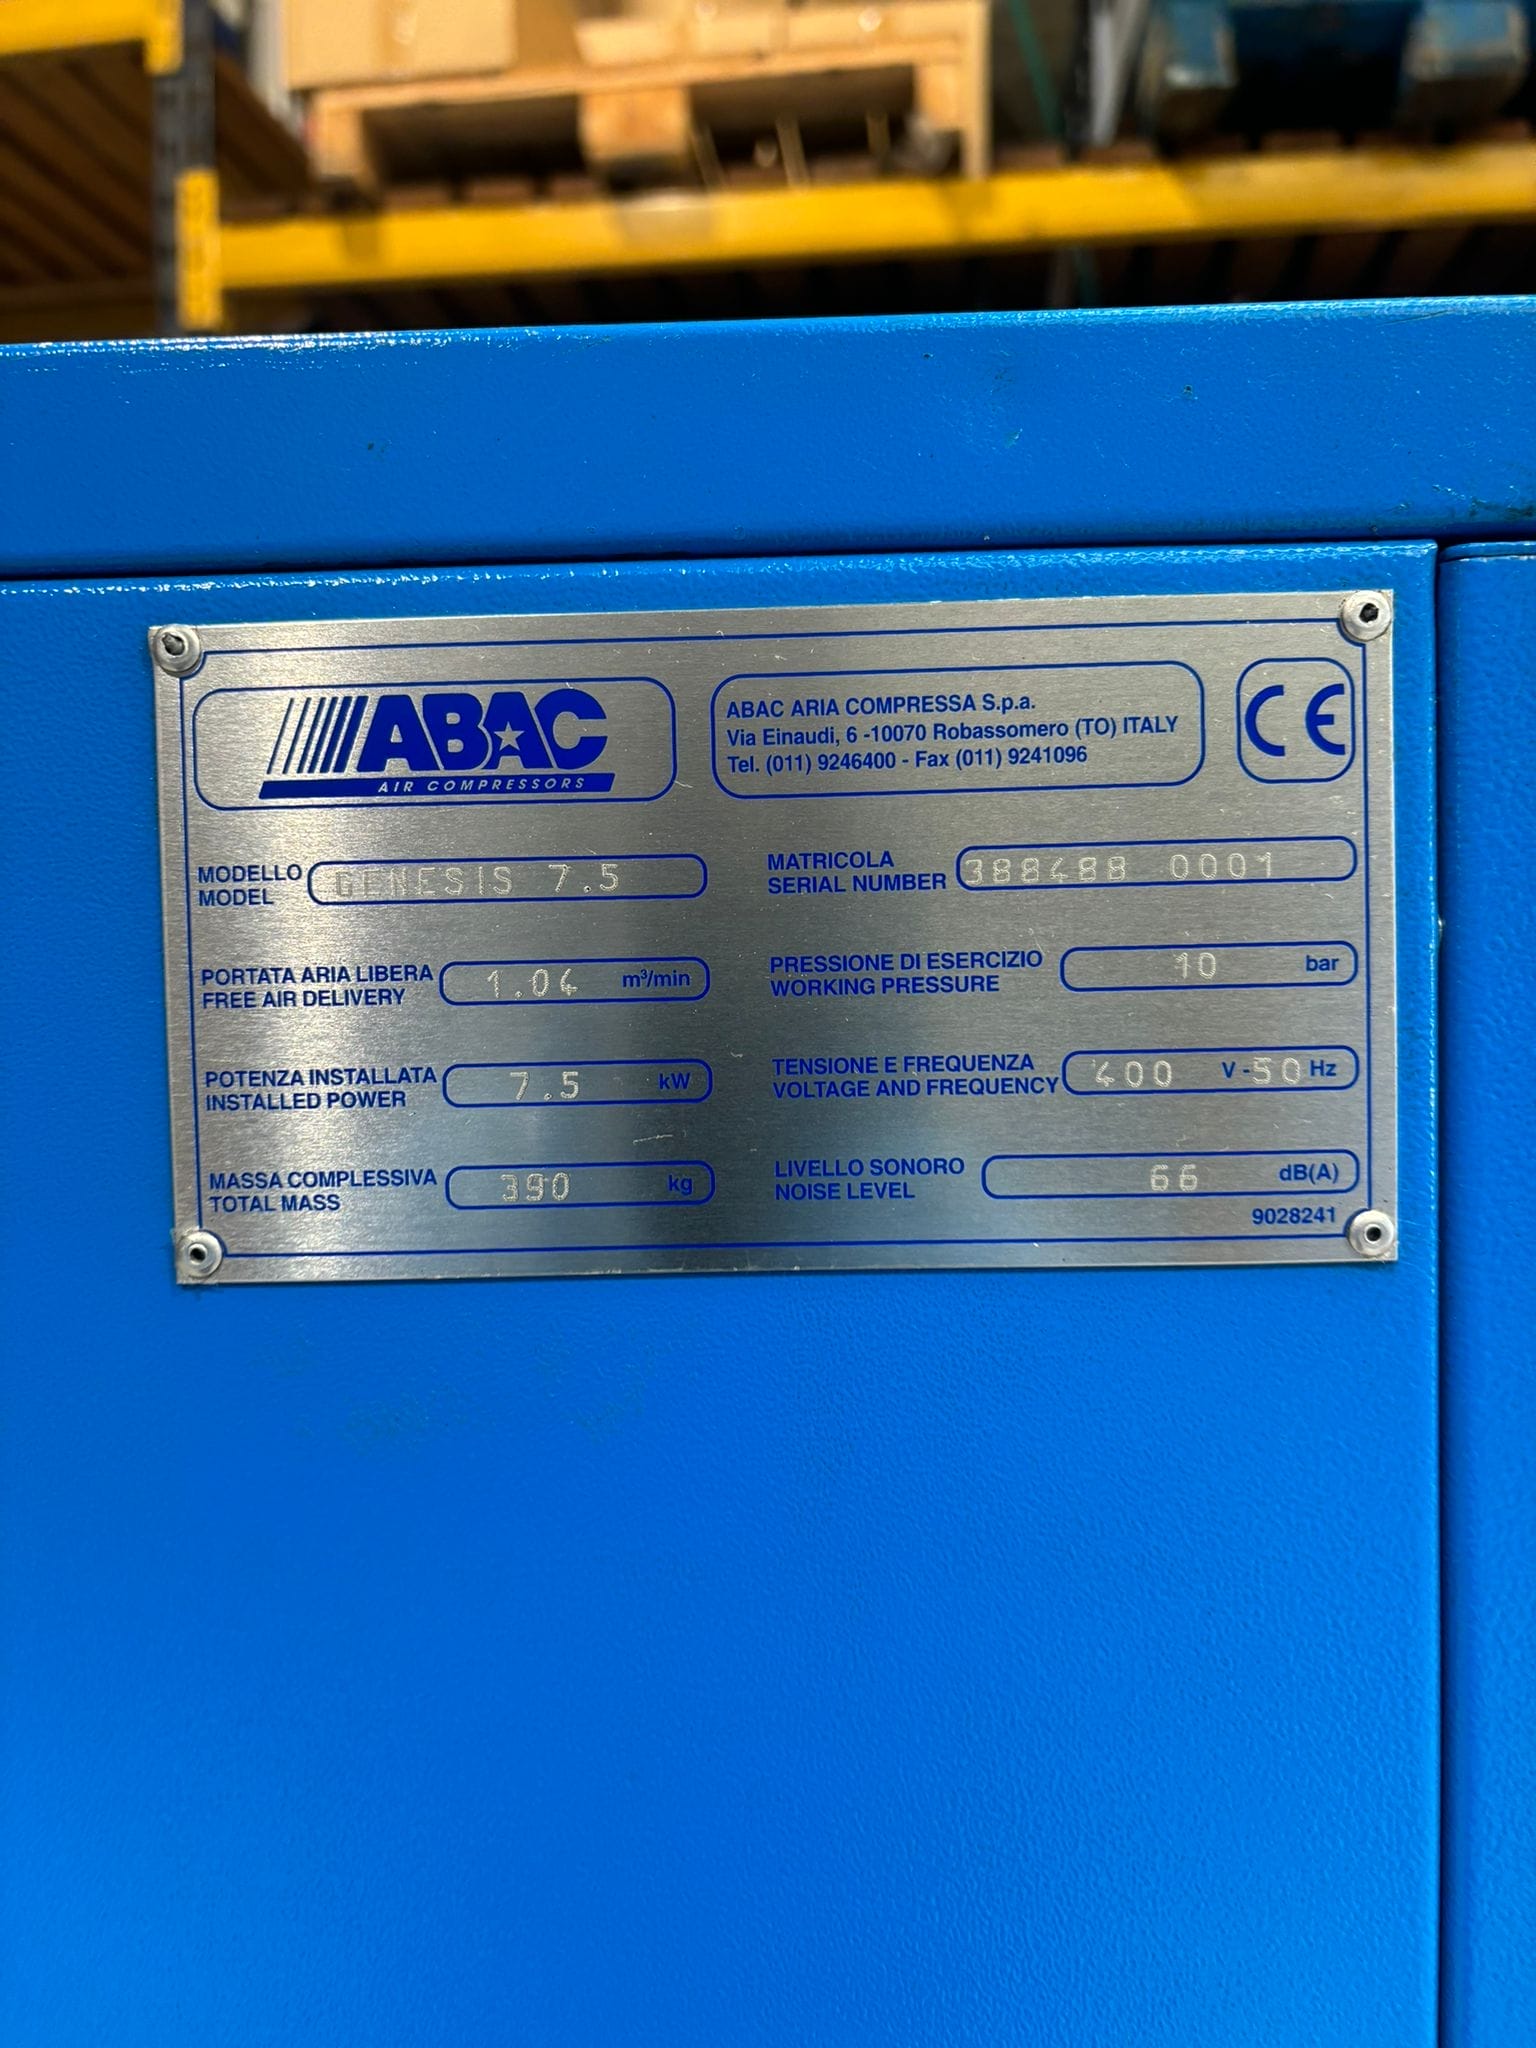 ABAC
AIR COMPRESSORS
ABAC ARIA COMPRESSA S.p.a.
Via Einaudi, 6 -10070 Robassomero (TO) ITALY
Tel. (011) 9246400 - Fax (011) 9241096
CE
MODELLO
MODEL
GENESIS 7.5
MATRICOLA
SERIAL NUMBER
388488 0001
PORTATA ARIA LIBERA
FREE AIR DELIVERY
1.04 m³/min
PRESSIONE DI ESERCIZIO
WORKING PRESSURE
10 bar
POTENZA INSTALLATA
INSTALLED POWER
7.5 kW
TENSIONE E FREQUENZA
VOLTAGE AND FREQUENCY
400 V - 50 Hz
MASSA COMPLESSIVA
TOTAL MASS
390 kg
LIVELLO SONORO
NOISE LEVEL
66 dB(A)
9028241